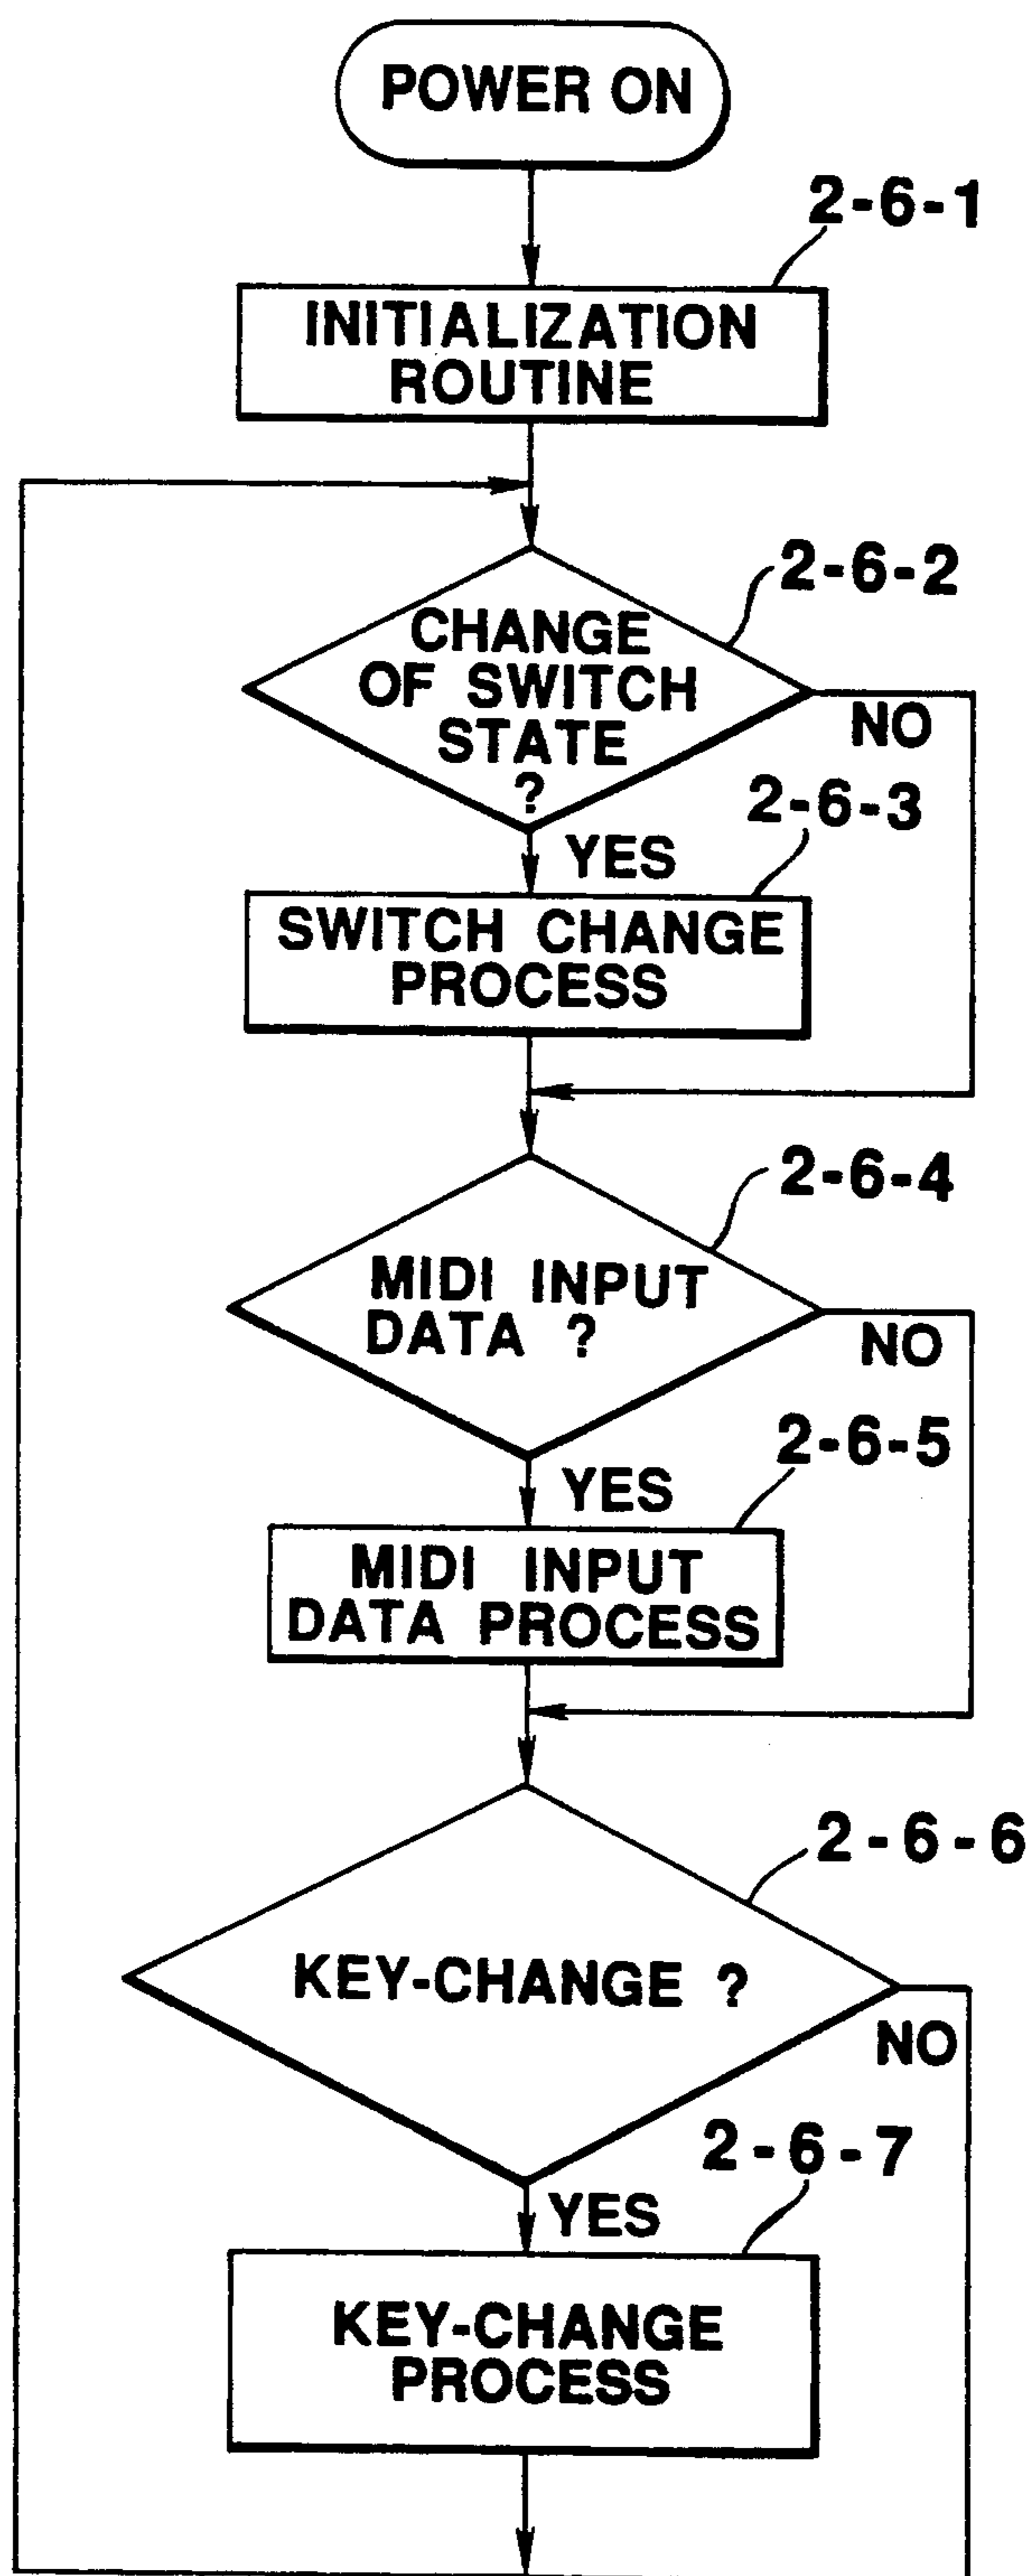 POWER ON
2-6-1
INITIALIZATION
ROUTINE
2-6-2
CHANGE
OF SWITCH
STATE
?
NO
YES
2-6-3
SWITCH CHANGE
PROCESS
2-6-4
MIDI INPUT
DATA ?
NO
YES
2-6-5
MIDI INPUT
DATA PROCESS
2-6-6
KEY-CHANGE ?
NO
YES
2-6-7
KEY-CHANGE
PROCESS